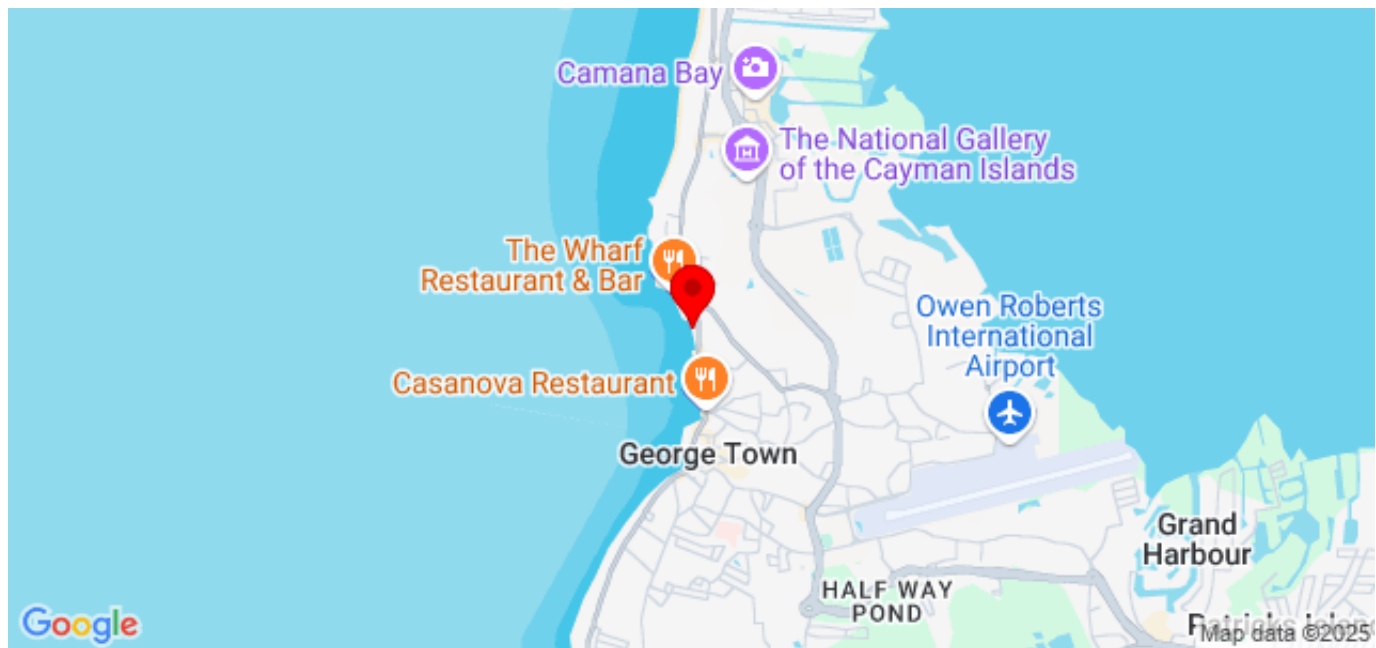 Camana Bay
The National Gallery
of the Cayman Islands
The Wharf
Restaurant & Bar
Owen Roberts
International
Airport
Casanova Restaurant
George Town
Grand
Harbour
HALF WAY
POND
Google
Map data ©2025